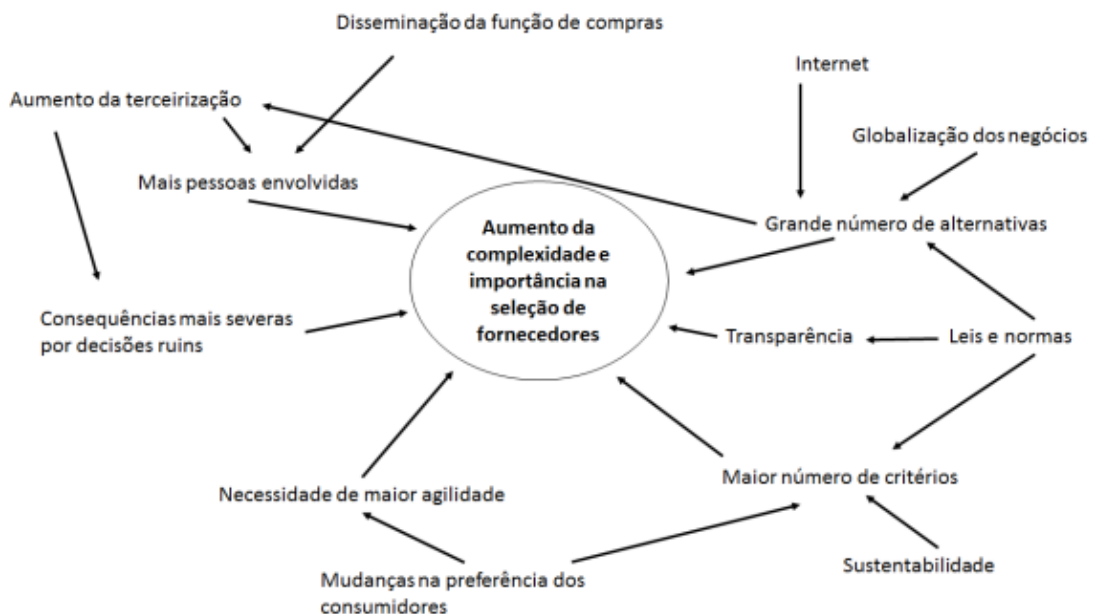 Disseminação da função de compras
Internet
Aumento da terceirização
Globalização dos negócios
Mais pessoas envolvidas
Grande número de alternativas
Aumento da
complexidade e
importância na
seleção de
fornecedores
Consequências mais severas
por decisões ruins
Transparência
Leis e normas
Necessidade de maior agilidade
Maior número de critérios
Mudanças na preferência dos
consumidores
Sustentabilidade